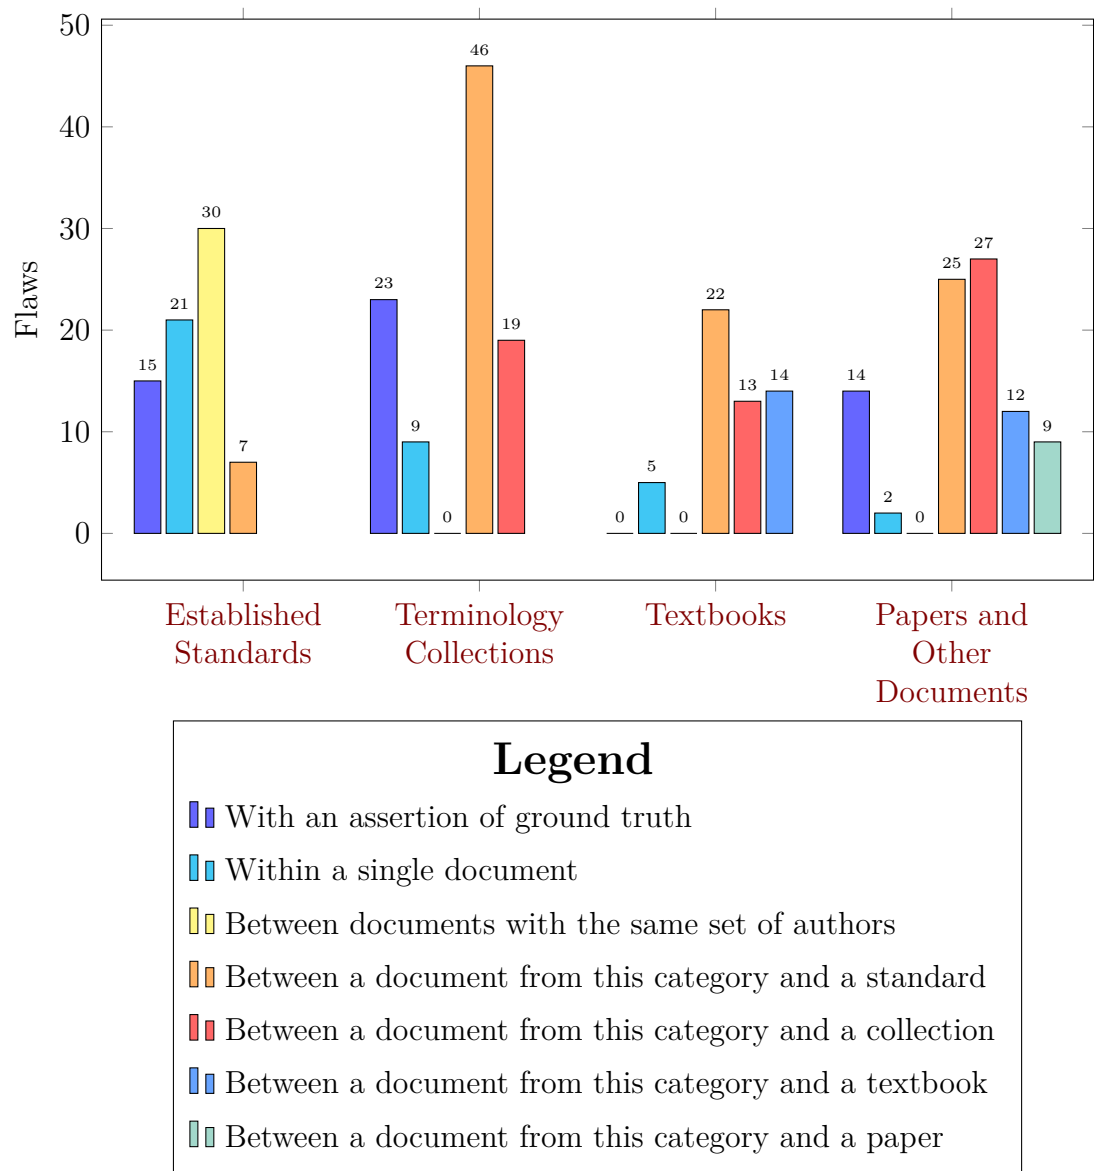 50
40
30
20
10
0
Flaws
15
21
30
7
23
9
0
46
19
0
5
0
22
13
14
14
2
0
25
27
12
9
Established
Standards
Terminology
Collections
Textbooks
Papers and
Other
Documents
Legend
With an assertion of ground truth
Within a single document
Between documents with the same set of authors
Between a document from this category and a standard
Between a document from this category and a collection
Between a document from this category and a textbook
Between a document from this category and a paper